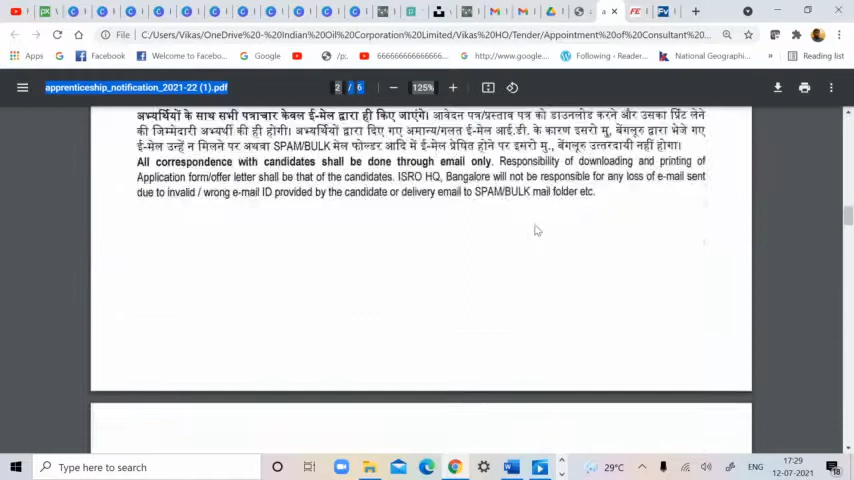 File C:/Users/Vikas/OneDrive%20-%20Indian%20Oil%20Corporation%20Limited/Vikas%20HO/Tender/Appointment%20of%20Consultant...
Apps Facebook Welcome to Facebo... Google /p: 66666666666666... http://www.google... Following - Reader... National Geographi... » Reading list
apprenticeship_notification_2021-22 (1).pdf 2 / 6 125%
अभ्यर्थियों के साथ सभी पत्राचार केवल ई-मेल द्वारा ही किए जाएंगे। आवेदन पत्र/प्रस्ताव पत्र को डाउनलोड करने और उसका प्रिंट लेने
की जिम्मेदारी अभ्यर्थी की ही होगी। अभ्यर्थियों द्वारा दिए गए अमान्य/गलत ई-मेल आई.डी. के कारण इसरो मु., बेंगलूरु द्वारा भेजे गए
ई-मेल उन्हें न मिलने पर अथवा SPAM/BULK मेल फोल्डर आदि में ई-मेल प्रेषित होने पर इसरो मु., बेंगलूरु उत्तरदायी नहीं होगा।
All correspondence with candidates shall be done through email only. Responsibility of downloading and printing of
Application form/offer letter shall be that of the candidates. ISRO HQ, Bangalore will not be responsible for any loss of e-mail sent
due to invalid / wrong e-mail ID provided by the candidate or delivery email to SPAM/BULK mail folder etc.
Type here to search 29°C ENG 17:29
12-07-2021 18